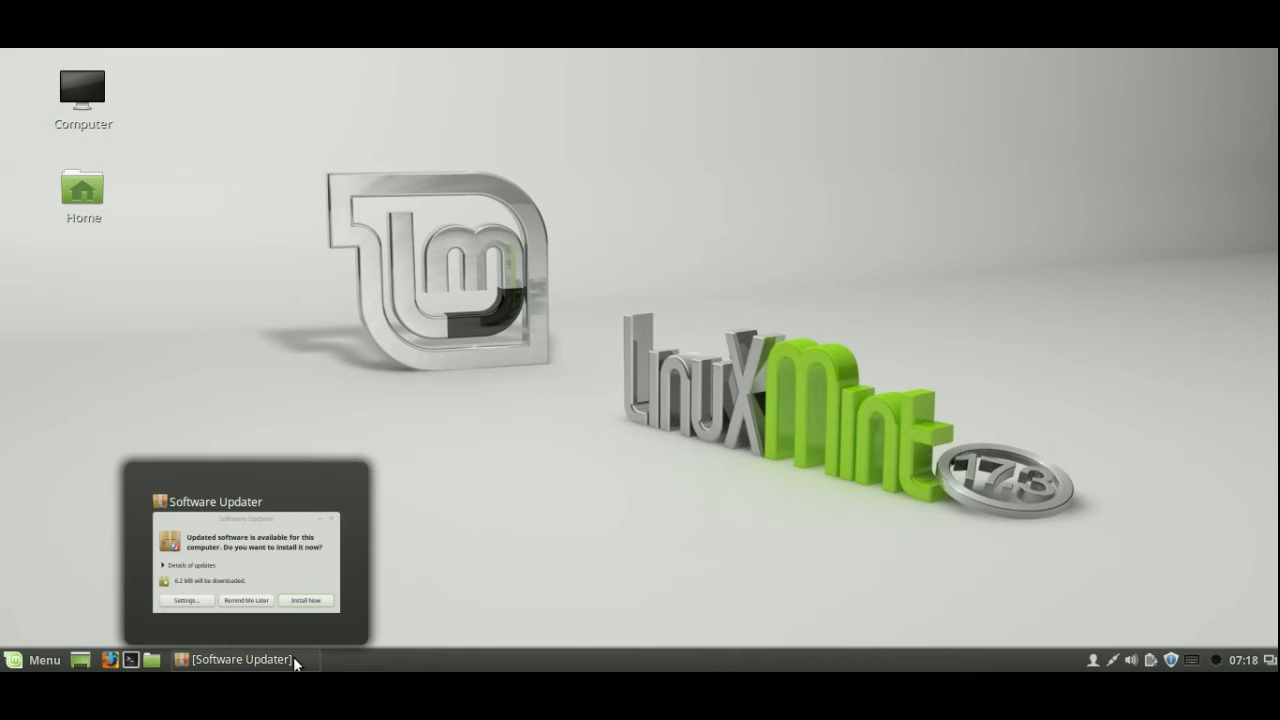 Computer
Home
lm
LinuxMint
17.3
Software Updater
Software Updater
Updated software is available for this
computer. Do you want to install it now?
Details of updates
6.2 MB will be downloaded.
Settings...
Remind Me Later
Install Now
Menu
[Software Updater]
07:18